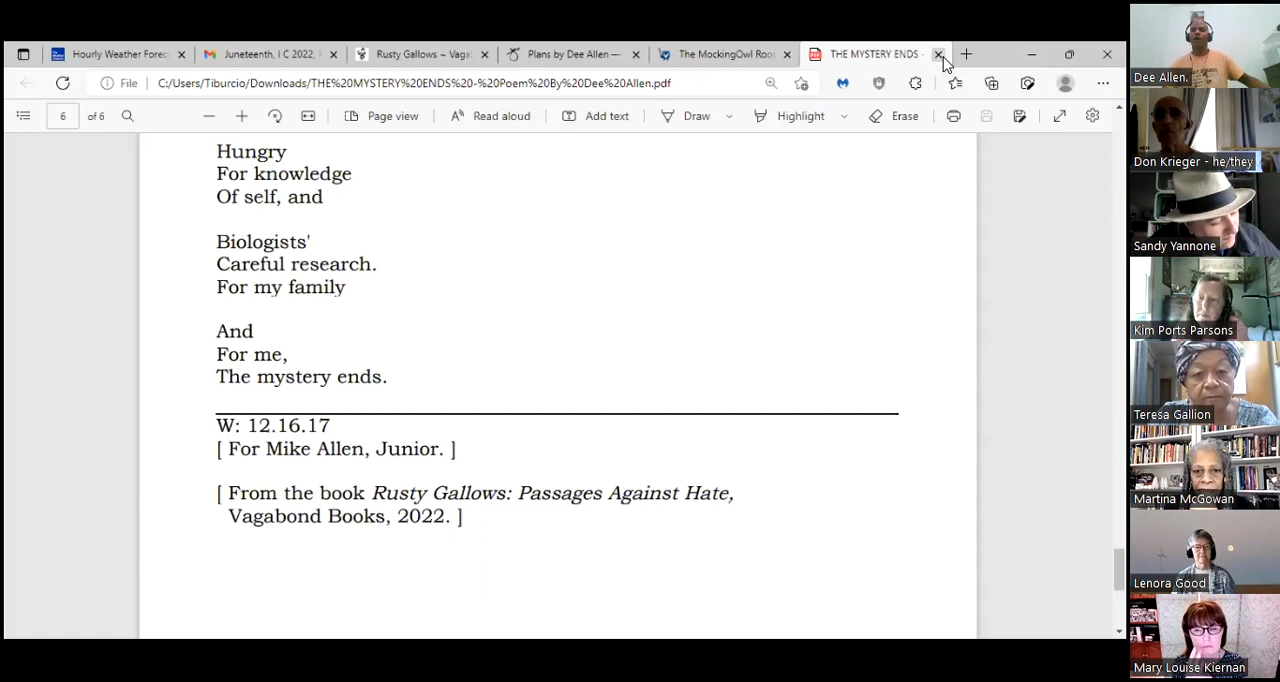 Hourly Weather Forec
Juneteenth, I C 2022,
Rusty Gallows ~ Vaga
Plans by Dee Allen —
The MockingOwl Roos
THE MYSTERY ENDS -
File
C:/Users/Tiburcio/Downloads/THE%20MYSTERY%20ENDS%20-%20Poem%20By%20Dee%20Allen.pdf
6 of 6
Page view
Read aloud
Add text
Draw
Highlight
Erase
Hungry
For knowledge
Of self, and
Biologists'
Careful research.
For my family
And
For me,
The mystery ends.
W: 12.16.17
[ For Mike Allen, Junior. ]
[ From the book Rusty Gallows: Passages Against Hate,
Vagabond Books, 2022. ]
Dee Allen.
Don Krieger - he/they
Sandy Yannone
Kim Ports Parsons
Teresa Gallion
Martina McGowan
Lenora Good
Mary Louise Kiernan